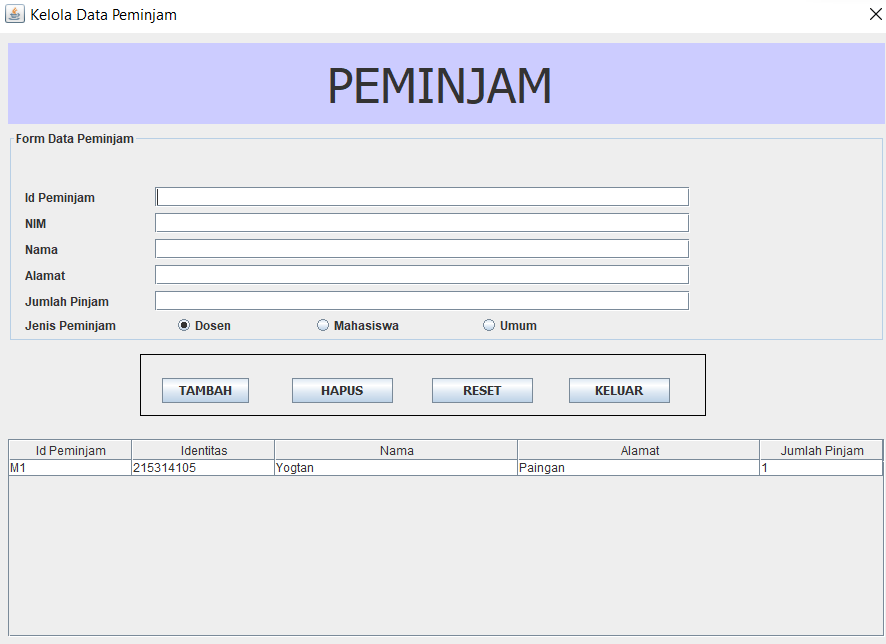 Kelola Data Peminjam
PEMINJAM
Form Data Peminjam
Id Peminjam
NIM
Nama
Alamat
Jumlah Pinjam
Jenis Peminjam Dosen Mahasiswa Umum
TAMBAH HAPUS RESET KELUAR
Id Peminjam Identitas Nama Alamat Jumlah Pinjam
M1 215314105 Yogtan Paingan 1